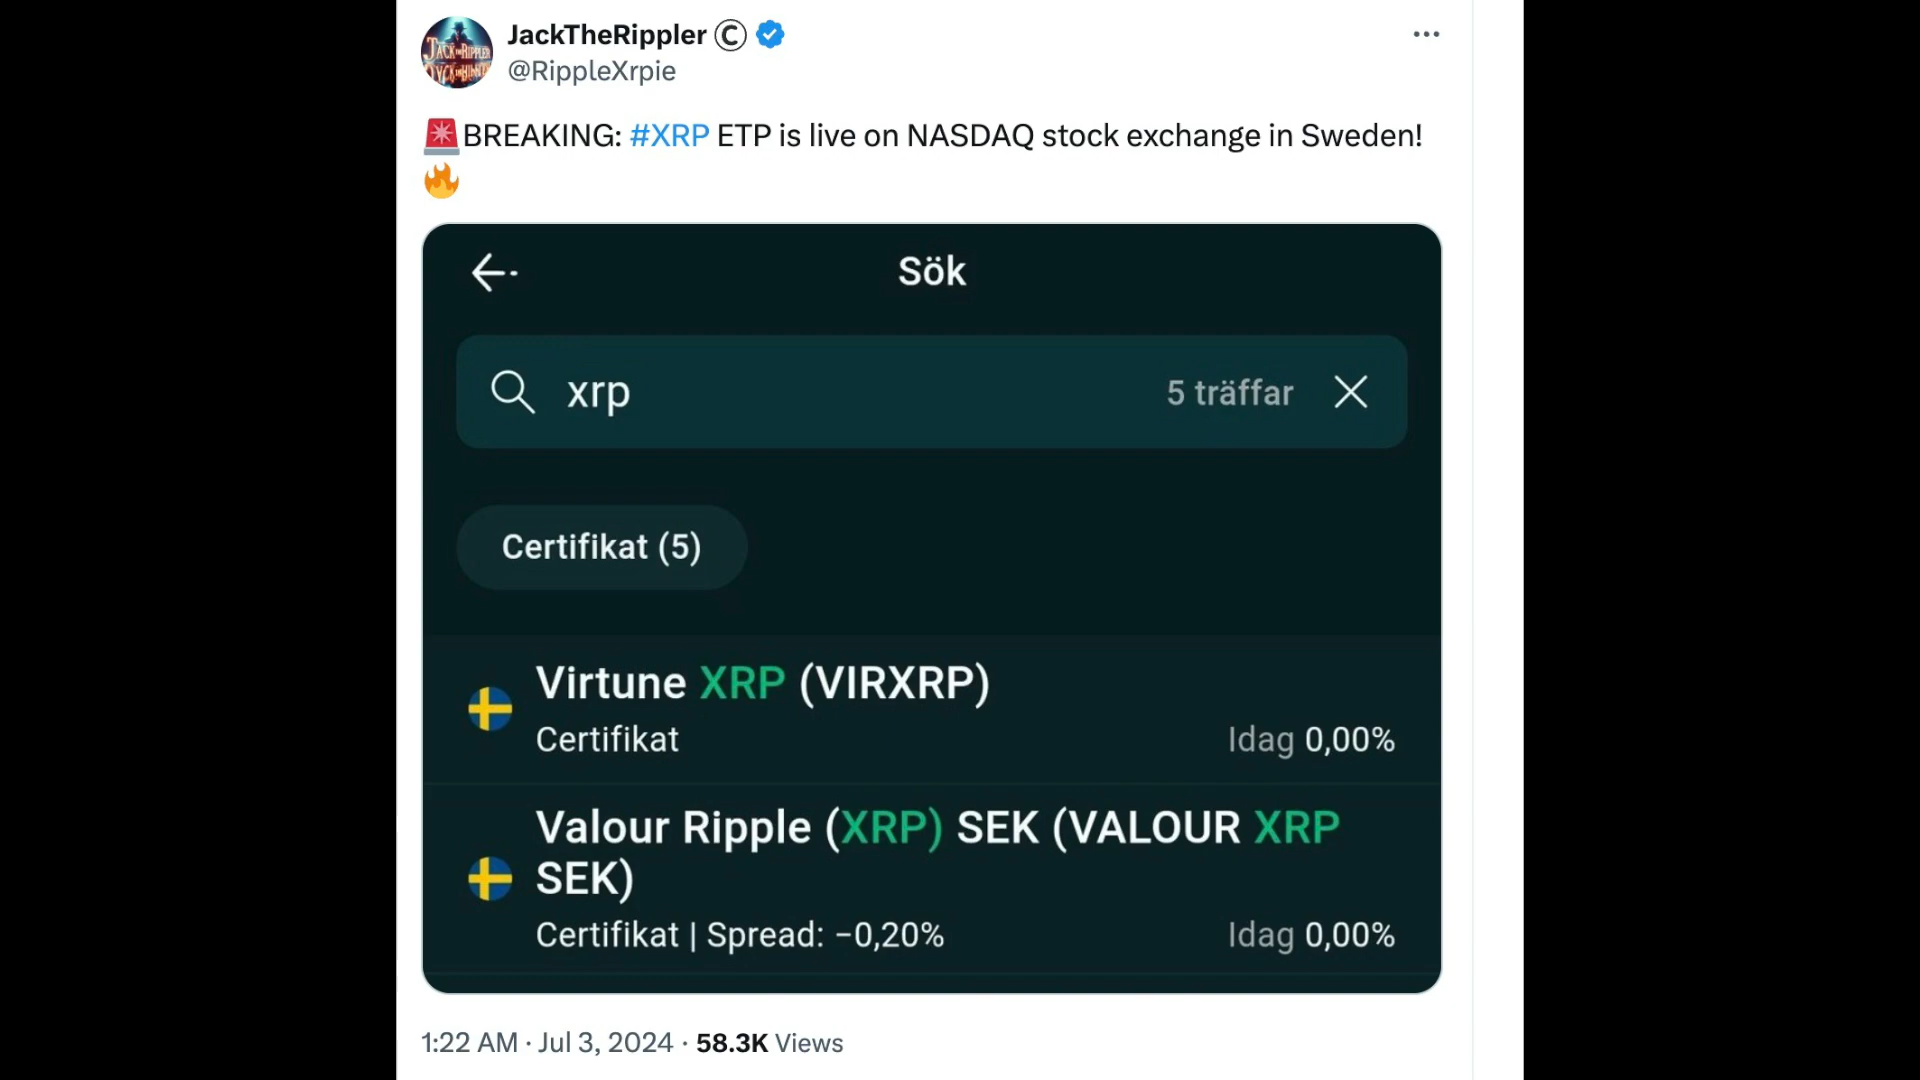 JackTheRippler ©
@RippleXrpie
🚨BREAKING: #XRP ETP is live on NASDAQ stock exchange in Sweden!
🔥
Sök
xrp 5 träffar
Certifikat (5)
Virtune XRP (VIRXRP)
Certifikat Idag 0,00%
Valour Ripple (XRP) SEK (VALOUR XRP
SEK)
Certifikat | Spread: −0,20% Idag 0,00%
1:22 AM · Jul 3, 2024 · 58.3K Views